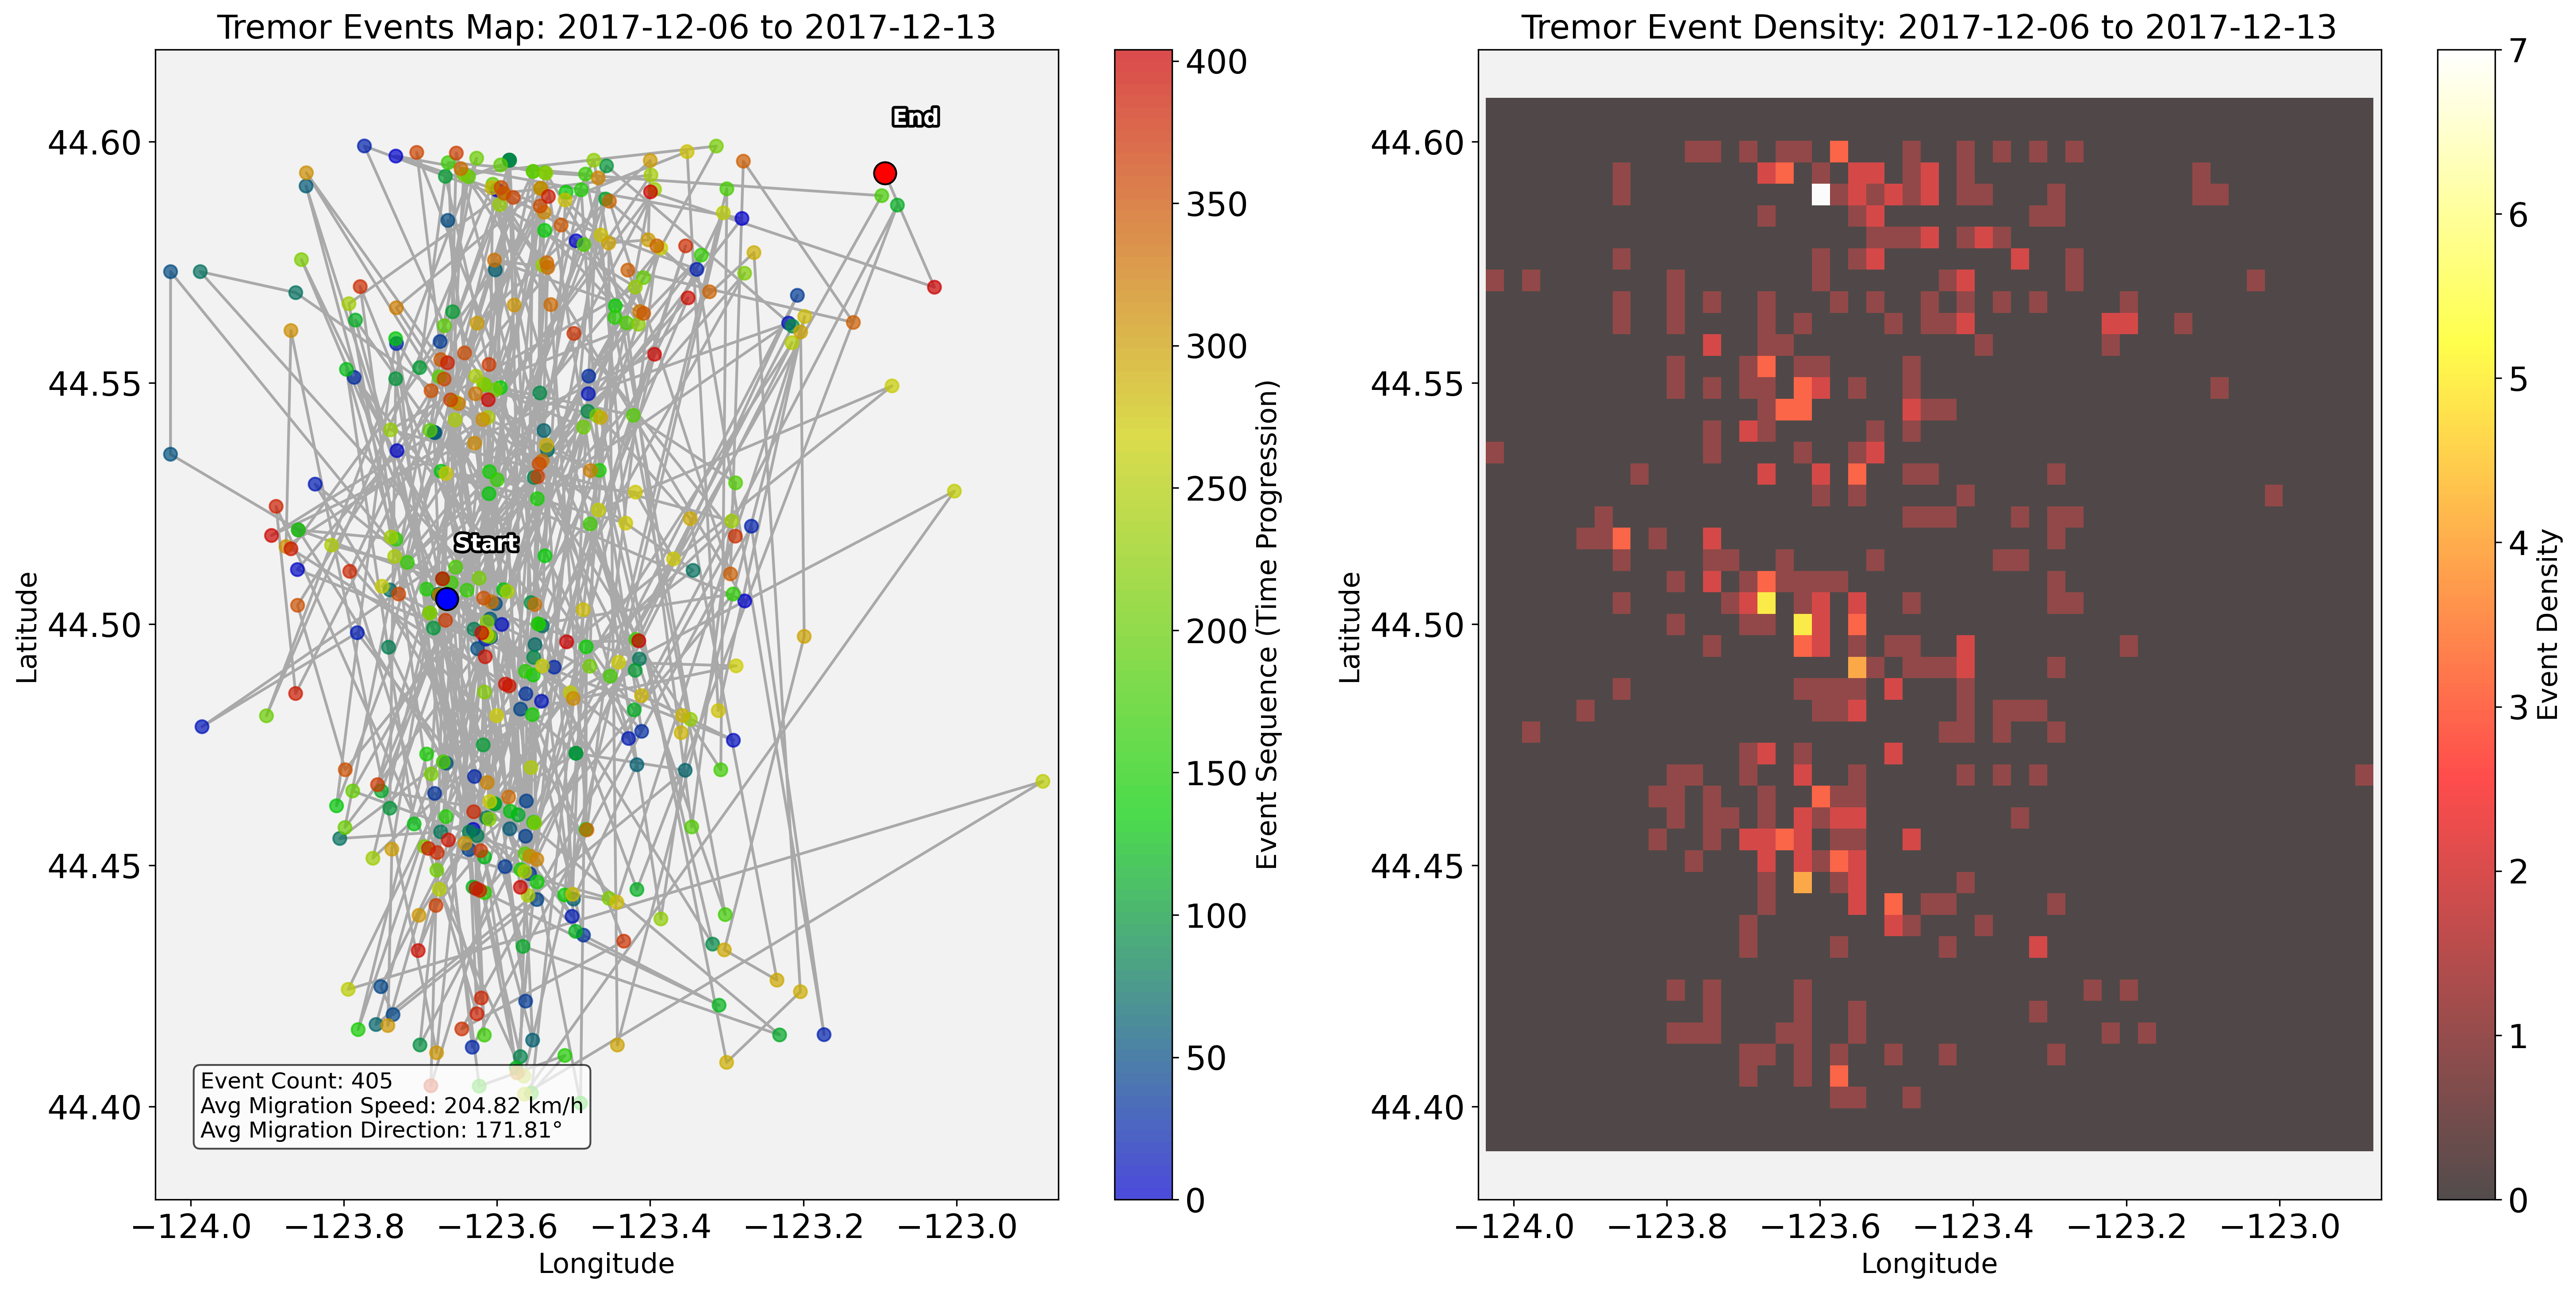 Tremor Events Map: 2017-12-06 to 2017-12-13
End
Start
Event Count: 405
Avg Migration Speed: 204.82 km/h
Avg Migration Direction: 171.81°
44.60
44.55
44.50
44.45
44.40
Latitude
−124.0 −123.8 −123.6 −123.4 −123.2 −123.0
Longitude
400
350
300
250
200
150
100
50
0
Event Sequence (Time Progression)
Tremor Event Density: 2017-12-06 to 2017-12-13
44.60
44.55
44.50
44.45
44.40
Latitude
−124.0 −123.8 −123.6 −123.4 −123.2 −123.0
Longitude
7
6
5
4
3
2
1
0
Event Density